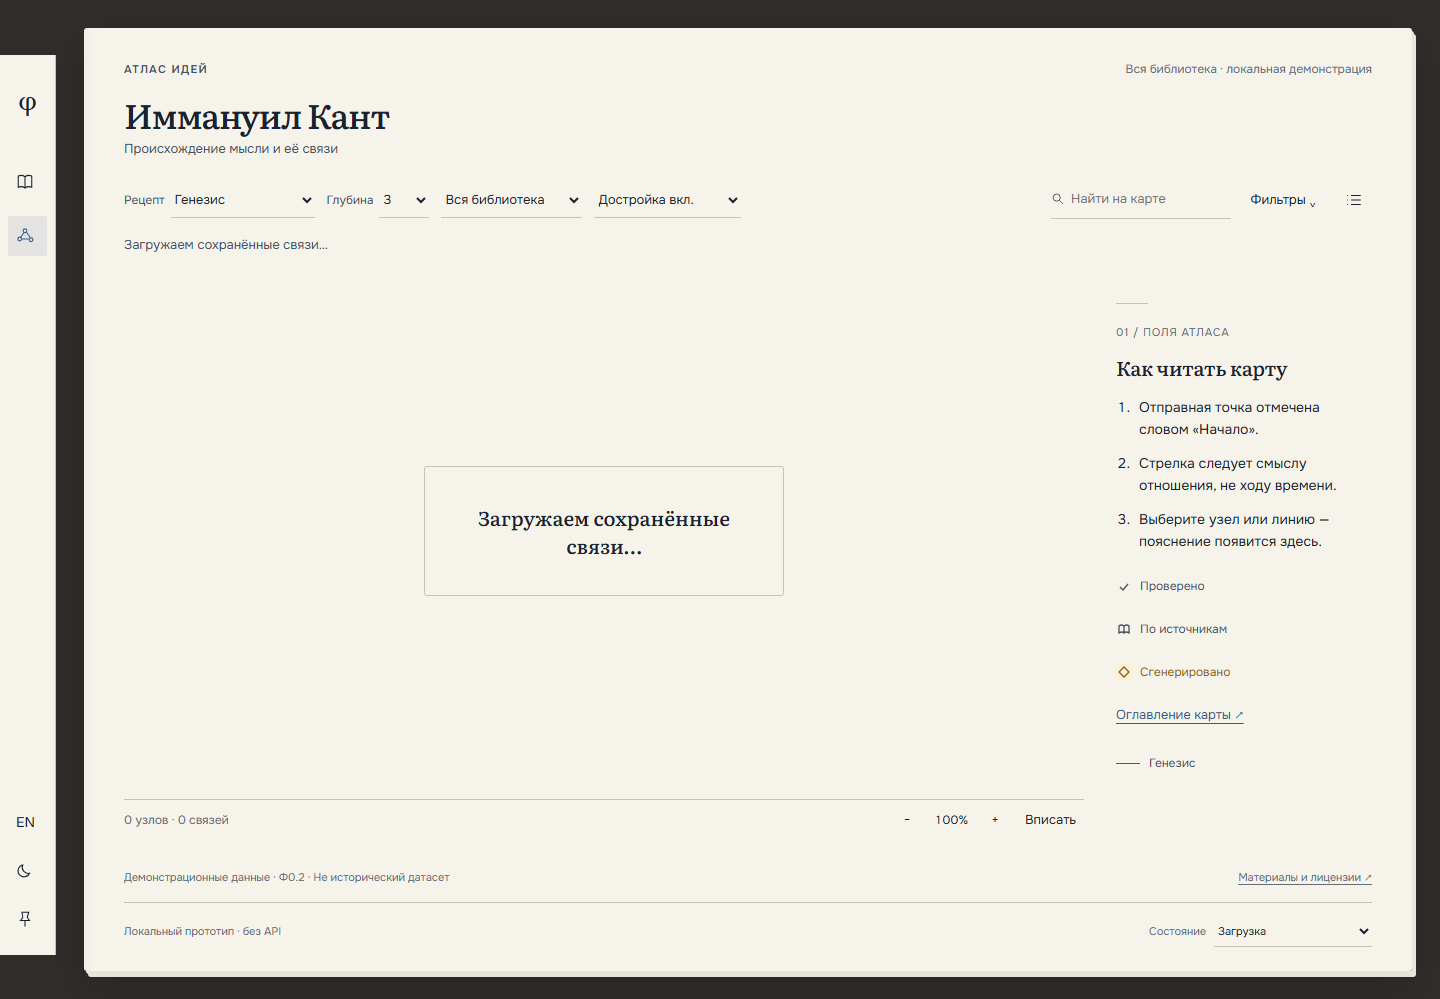 φ
EN
АТЛАС ИДЕЙ
Вся библиотека · локальная демонстрация
Иммануил Кант
Происхождение мысли и её связи
Рецепт Генезис Глубина 3 Вся библиотека Достройка вкл. Найти на карте Фильтры
Загружаем сохранённые связи...
01 / ПОЛЯ АТЛАСА
Как читать карту
1. Отправная точка отмечена
словом «Начало».
2. Стрелка следует смыслу
отношения, не ходу времени.
3. Выберите узел или линию —
пояснение появится здесь.
Проверено
По источникам
Сгенерировано
Оглавление карты ↗
Генезис
Загружаем сохранённые
связи...
0 узлов · 0 связей − 100% + Вписать
Демонстрационные данные · Ф0.2 · Не исторический датасет
Материалы и лицензии ↗
Локальный прототип · без API
Состояние Загрузка